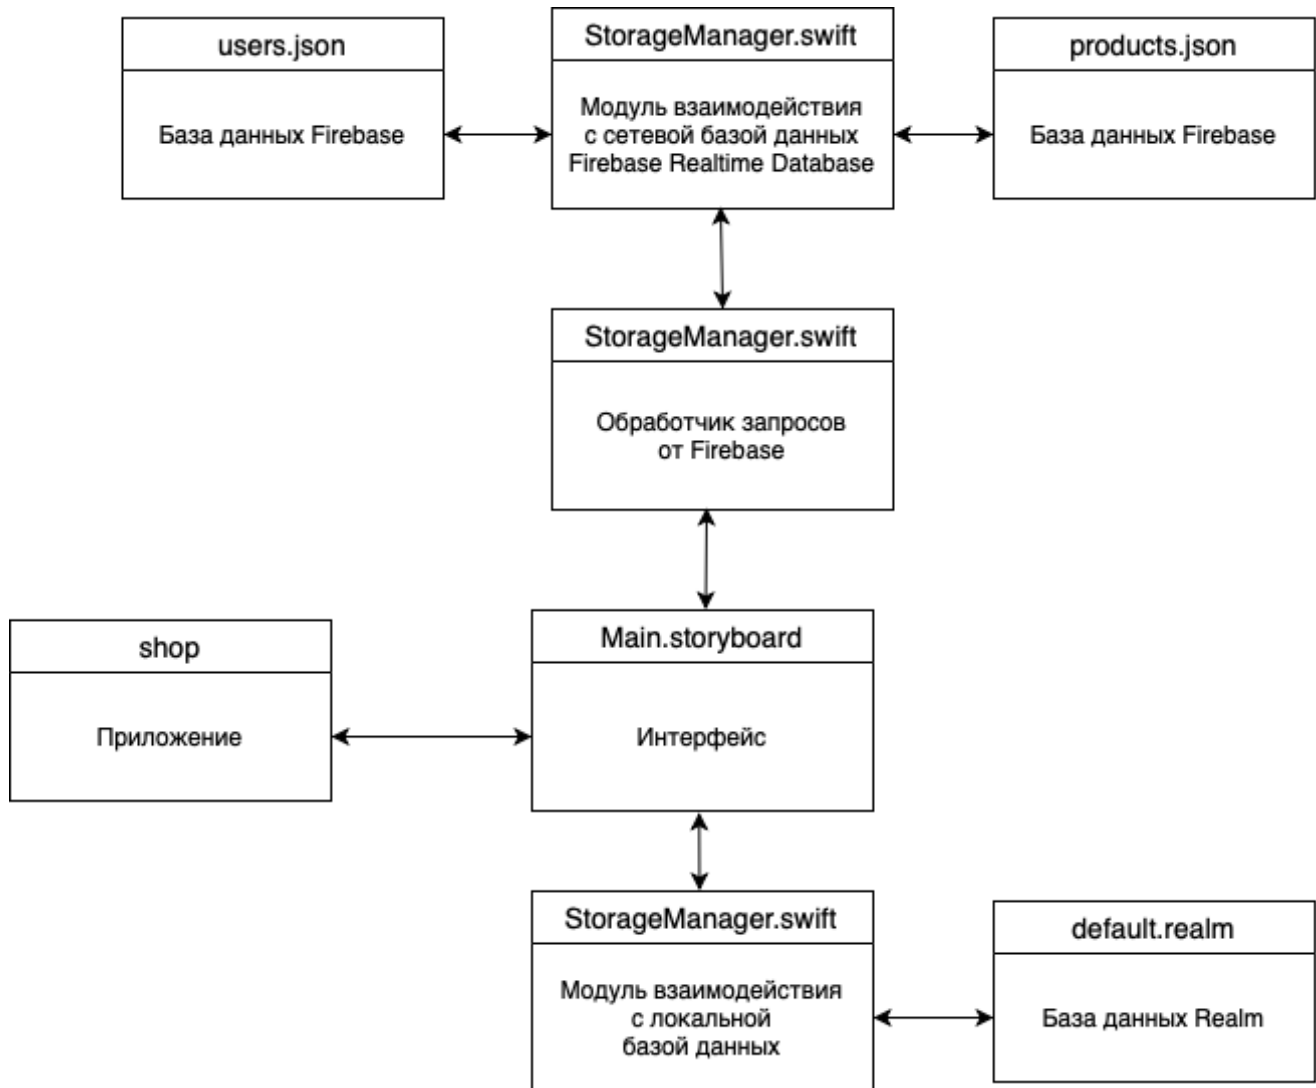 users.json
База данных Firebase
StorageManager.swift
Модуль взаимодействия
с сетевой базой данных
Firebase Realtime Database
products.json
База данных Firebase
StorageManager.swift
Обработчик запросов
от Firebase
shop
Приложение
Main.storyboard
Интерфейс
StorageManager.swift
Модуль взаимодействия
с локальной
базой данных
default.realm
База данных Realm